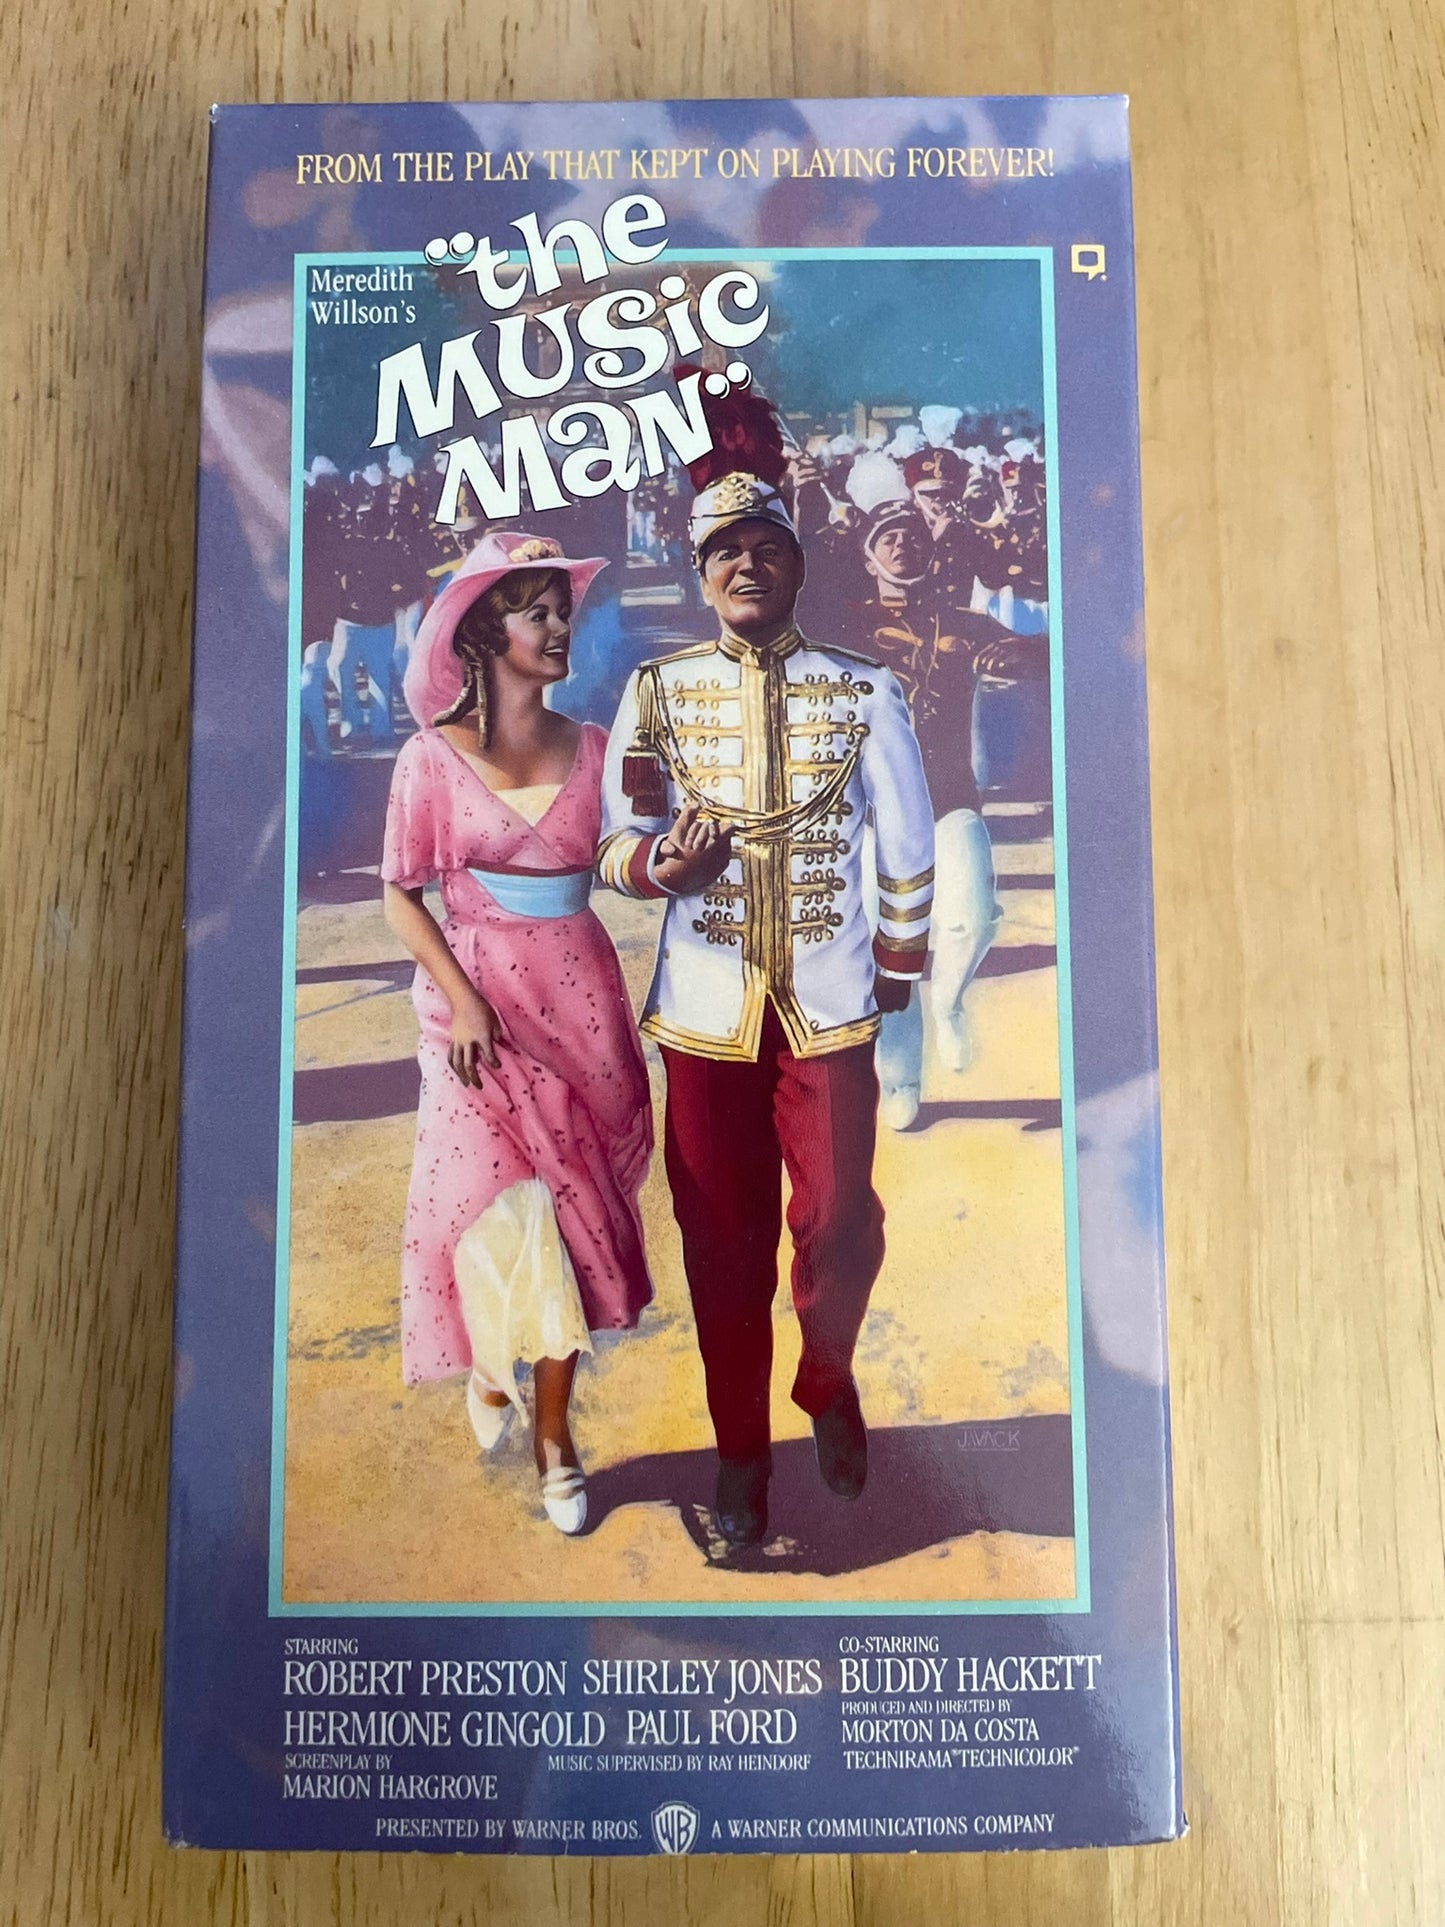 FROM THE PLAY THAT KEPT ON PLAYING FOREVER!
Meredith
Willson's
"the
MUSic
MaN"
JAVACK
STARRING
ROBERT PRESTON SHIRLEY JONES
HERMIONE GINGOLD PAUL FORD
SCREENPLAY BY
MARION HARGROVE
MUSIC SUPERVISED BY RAY HEINDORF
CO-STARRING
BUDDY HACKETT
PRODUCED AND DIRECTED BY
MORTON DA COSTA
TECHNIRAMA® TECHNICOLOR®
PRESENTED BY WARNER BROS. WB A WARNER COMMUNICATIONS COMPANY